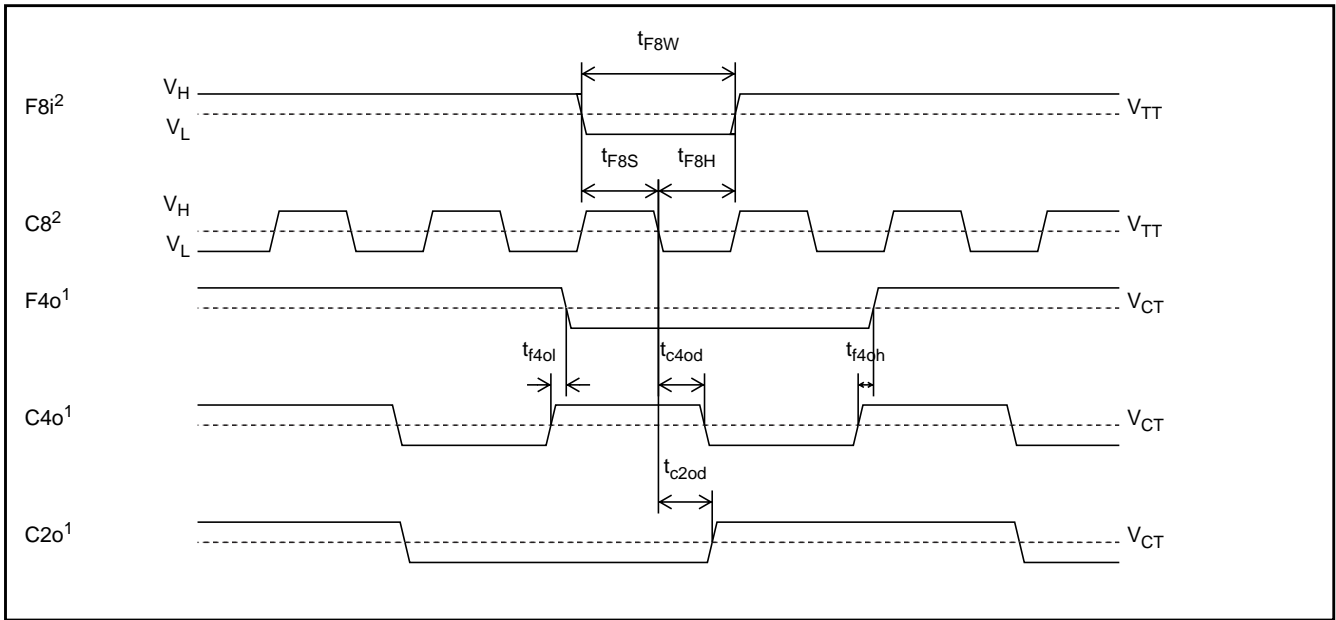 tF8W
F8i²
VH
VL
VTT
tF8S
tF8H
C8²
VH
VL
VTT
F4o¹
VCT
tf4ol
tc4od
tf4oh
C4o¹
VCT
tc2od
C2o¹
VCT